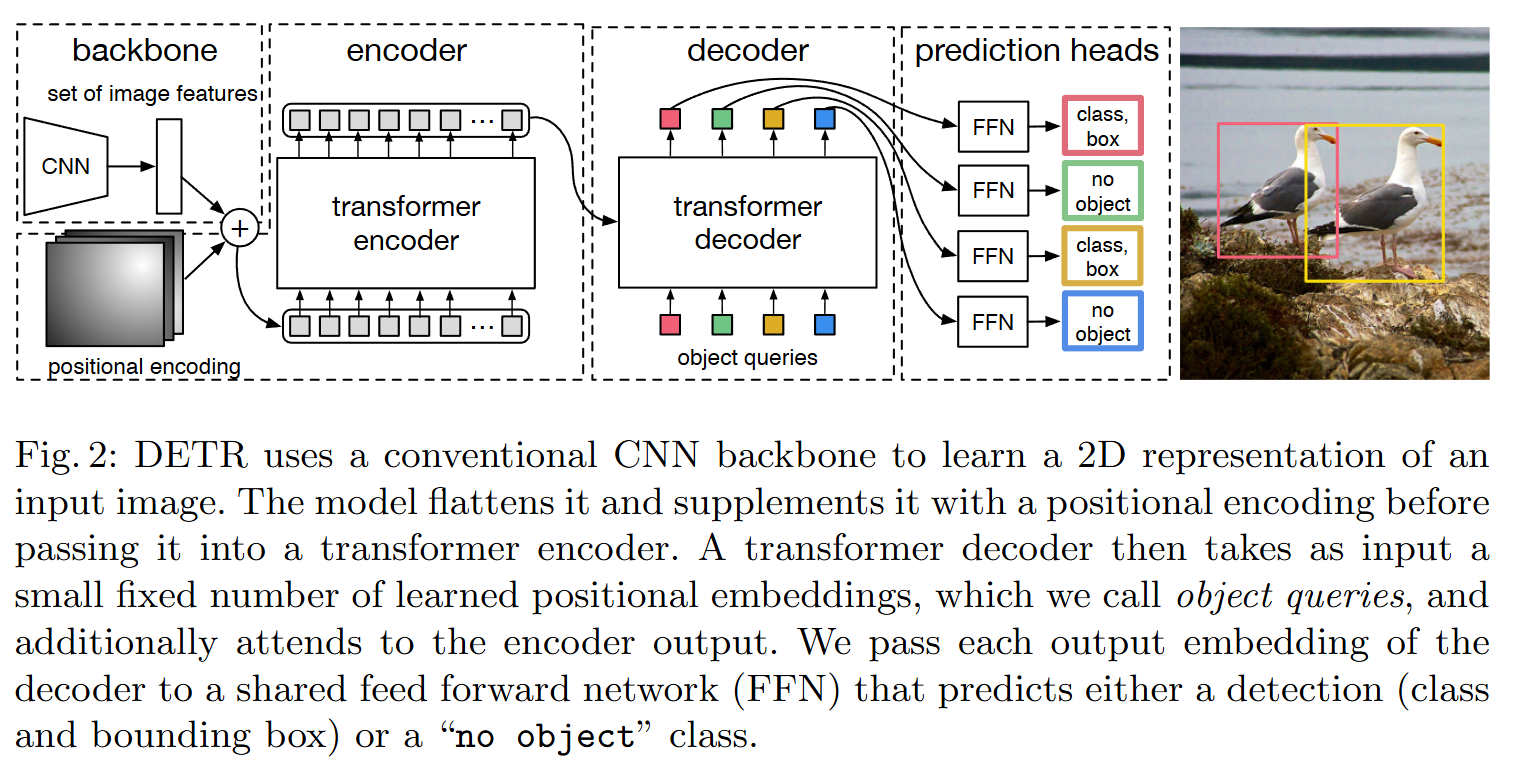 backbone
encoder
decoder
prediction heads
set of image features
CNN
+
positional encoding
...
transformer
encoder
...
transformer
decoder
object queries
FFN
class,
box
FFN
no
object
FFN
class,
box
FFN
no
object
Fig. 2: DETR uses a conventional CNN backbone to learn a 2D representation of an
input image. The model flattens it and supplements it with a positional encoding before
passing it into a transformer encoder. A transformer decoder then takes as input a
small fixed number of learned positional embeddings, which we call object queries, and
additionally attends to the encoder output. We pass each output embedding of the
decoder to a shared feed forward network (FFN) that predicts either a detection (class
and bounding box) or a “no object” class.